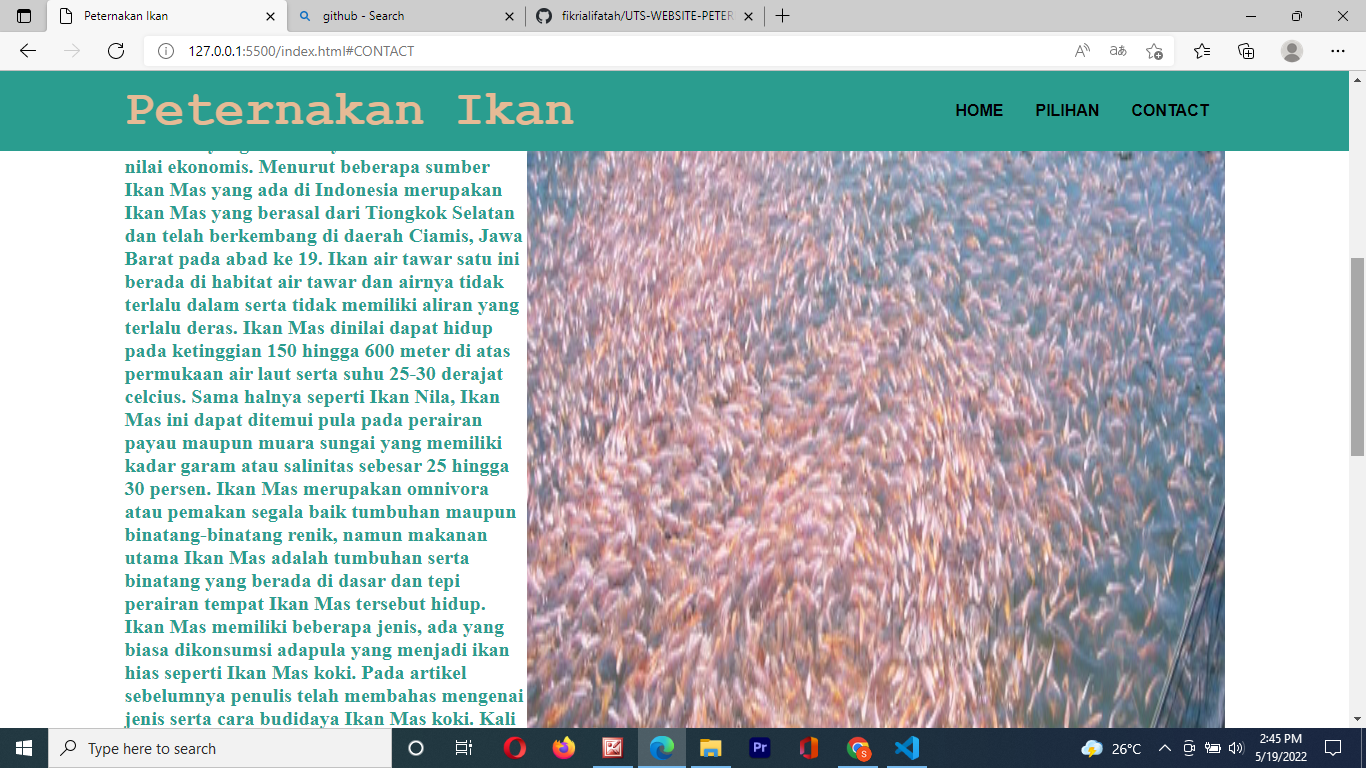 Peternakan Ikan
github - Search
fikrialifatah/UTS-WEBSITE-PETER
127.0.0.1:5500/index.html#CONTACT
Peternakan Ikan
HOME PILIHAN CONTACT
nilai ekonomis. Menurut beberapa sumber
Ikan Mas yang ada di Indonesia merupakan
Ikan Mas yang berasal dari Tiongkok Selatan
dan telah berkembang di daerah Ciamis, Jawa
Barat pada abad ke 19. Ikan air tawar satu ini
berada di habitat air tawar dan airnya tidak
terlalu dalam serta tidak memiliki aliran yang
terlalu deras. Ikan Mas dinilai dapat hidup
pada ketinggian 150 hingga 600 meter di atas
permukaan air laut serta suhu 25-30 derajat
celcius. Sama halnya seperti Ikan Nila, Ikan
Mas ini dapat ditemui pula pada perairan
payau maupun muara sungai yang memiliki
kadar garam atau salinitas sebesar 25 hingga
30 persen. Ikan Mas merupakan omnivora
atau pemakan segala baik tumbuhan maupun
binatang-binatang renik, namun makanan
utama Ikan Mas adalah tumbuhan serta
binatang yang berada di dasar dan tepi
perairan tempat Ikan Mas tersebut hidup.
Ikan Mas memiliki beberapa jenis, ada yang
biasa dikonsumsi adapula yang menjadi ikan
hias seperti Ikan Mas koki. Pada artikel
sebelumnya penulis telah membahas mengenai
jenis serta cara budidaya Ikan Mas koki. Kali
Type here to search
26°C
2:45 PM
5/19/2022